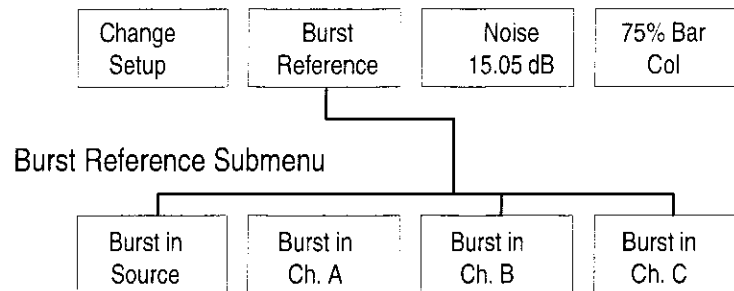 Change
Setup
Burst
Reference
Noise
15.05 dB
75% Bar
Col
Burst Reference Submenu
Burst in
Source
Burst in
Ch. A
Burst in
Ch. B
Burst in
Ch. C